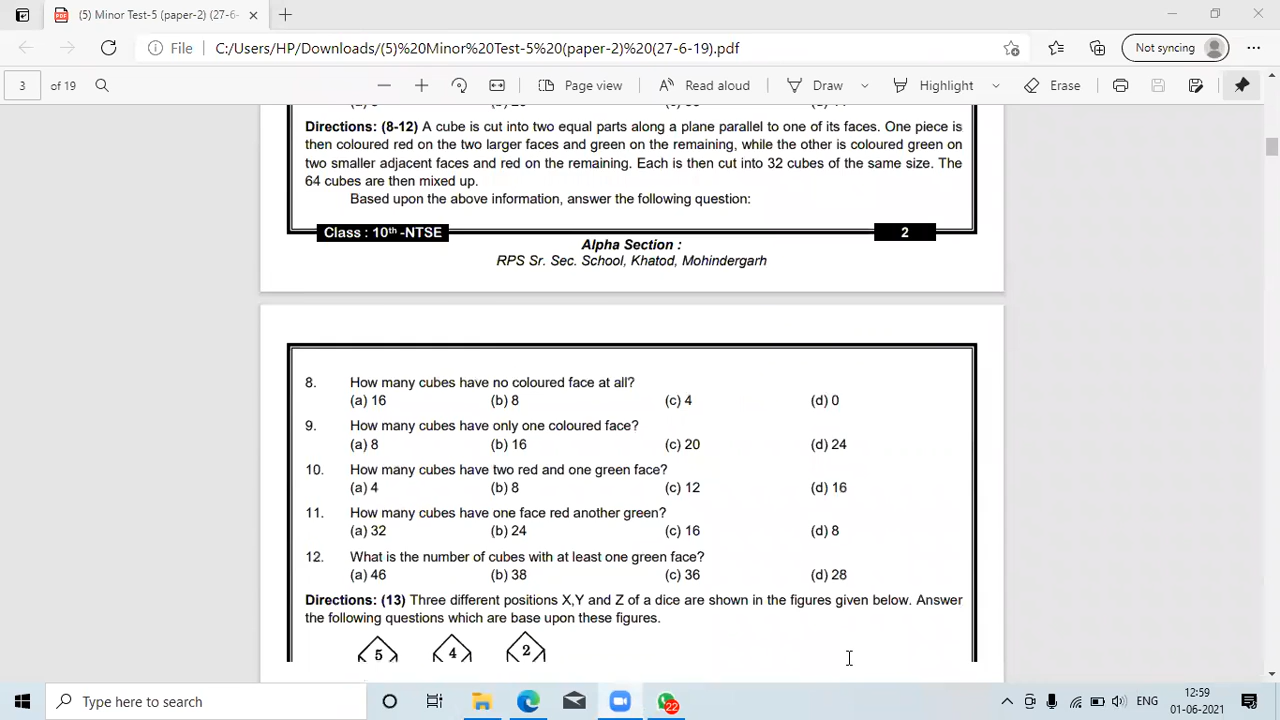 (5) Minor Test-5 (paper-2) (27-6-
File C:/Users/HP/Downloads/(5)%20Minor%20Test-5%20(paper-2)%20(27-6-19).pdf Not syncing
3 of 19 Page view Read aloud Draw Highlight Erase
Directions: (8-12) A cube is cut into two equal parts along a plane parallel to one of its faces. One piece is
then coloured red on the two larger faces and green on the remaining, while the other is coloured green on
two smaller adjacent faces and red on the remaining. Each is then cut into 32 cubes of the same size. The
64 cubes are then mixed up.
Based upon the above information, answer the following question:
Class : 10th -NTSE 2
Alpha Section :
RPS Sr. Sec. School, Khatod, Mohindergarh
8. How many cubes have no coloured face at all?
(a) 16 (b) 8 (c) 4 (d) 0
9. How many cubes have only one coloured face?
(a) 8 (b) 16 (c) 20 (d) 24
10. How many cubes have two red and one green face?
(a) 4 (b) 8 (c) 12 (d) 16
11. How many cubes have one face red another green?
(a) 32 (b) 24 (c) 16 (d) 8
12. What is the number of cubes with at least one green face?
(a) 46 (b) 38 (c) 36 (d) 28
Directions: (13) Three different positions X,Y and Z of a dice are shown in the figures given below. Answer
the following questions which are base upon these figures.
5 4 2
Type here to search 22 ENG 12:59
01-06-2021